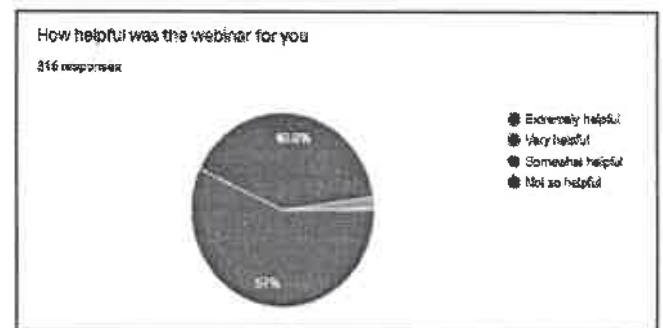 How helpful was the webinar for you
316 responses
Extremely helpful
Very helpful
Somewhat helpful
Not so helpful
57%